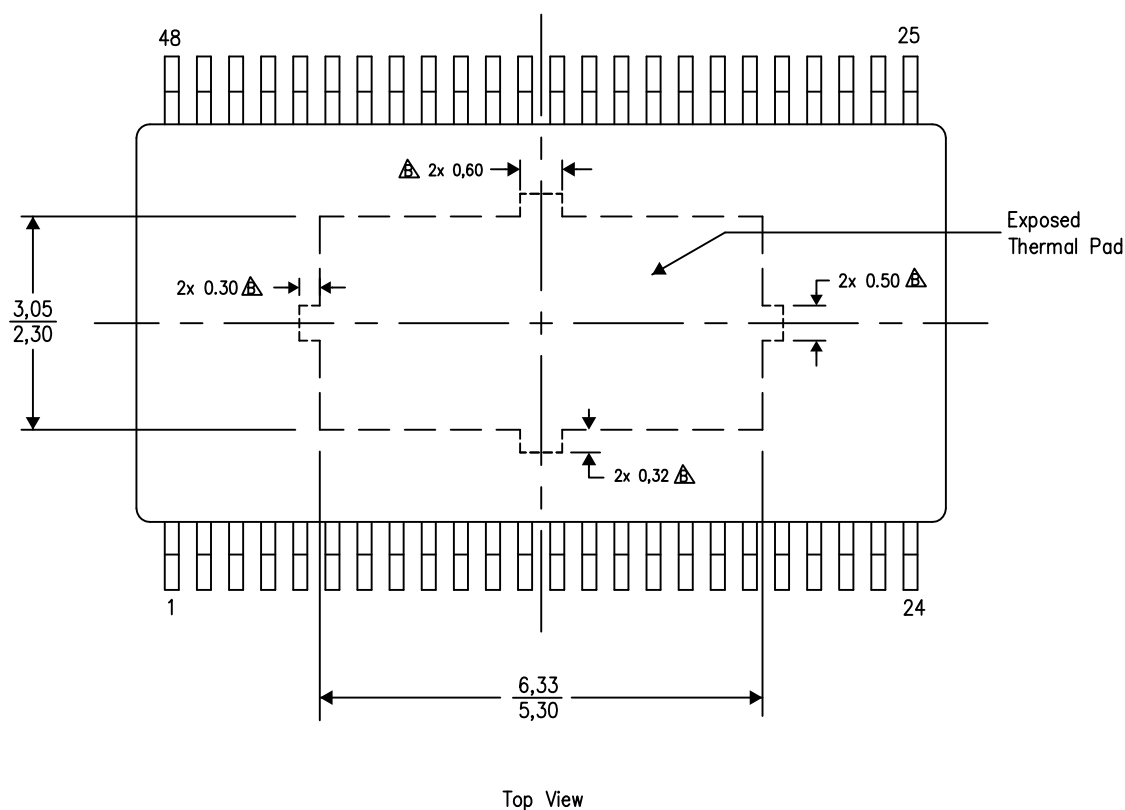 48
25
B 2x 0,60
Exposed
Thermal Pad
2x 0.30 B
2x 0.50 B
3,05
2,30
2x 0,32 B
1
24
6,33
5,30
Top View